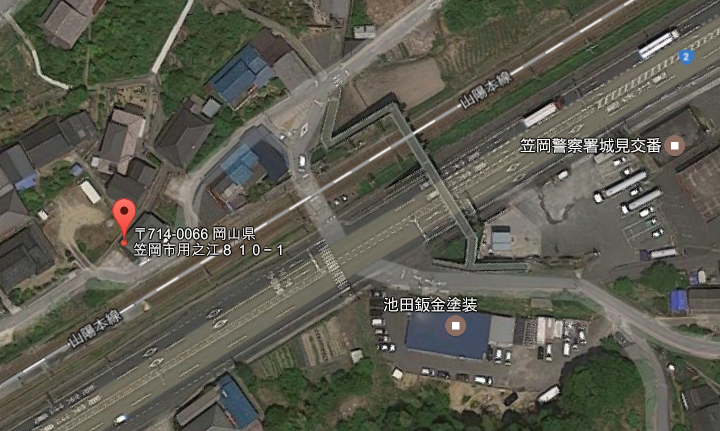 山陽本線
2
笠岡警察署城見交番
〒714-0066 岡山県
笠岡市用之江８１０−１
池田鈑金塗装
山陽本線